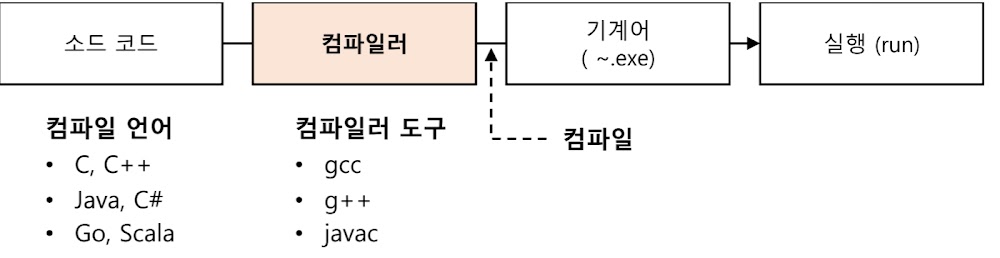 소드 코드
컴파일러
기계어
( ~.exe)
실행 (run)
컴파일 언어
• C, C++
• Java, C#
• Go, Scala
컴파일러 도구
• gcc
• g++
• javac
컴파일